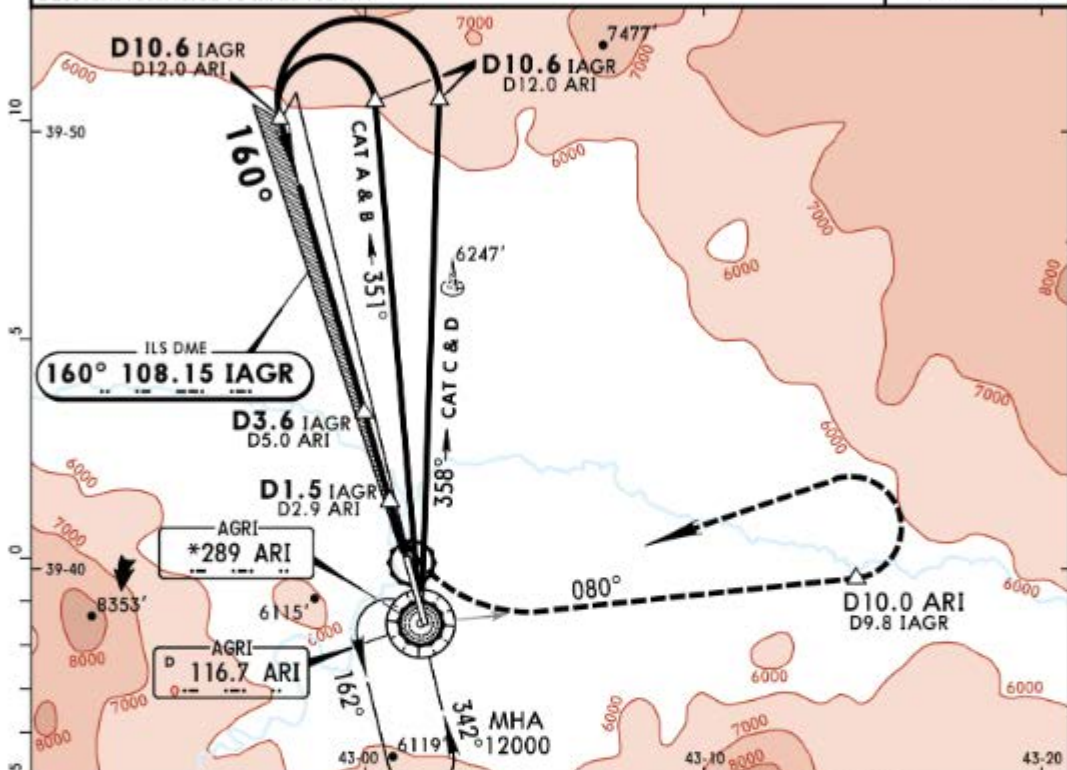 7000
7477'
7000
6000
D10.6 IAGR
D12.0 ARI
D10.6 IAGR
D12.0 ARI
10
39-50
160°
CAT A & B
351°
6000
7000
6000
8000
6247'
5
ILS DME
160° 108.15 IAGR
CAT C & D
358°
7000
6000
D3.6 IAGR
D5.0 ARI
6000
D1.5 IAGR
D2.9 ARI
7000
AGRI
*289 ARI
0
39-40
080°
6000
8353'
6115'
6000
D10.0 ARI
D9.8 IAGR
8000
AGRI
D 116.7 ARI
6000
6000
7000
162°
342°
MHA
12000
6000
7000
8000
6119'
43-00
43-10
8000
43-20
5